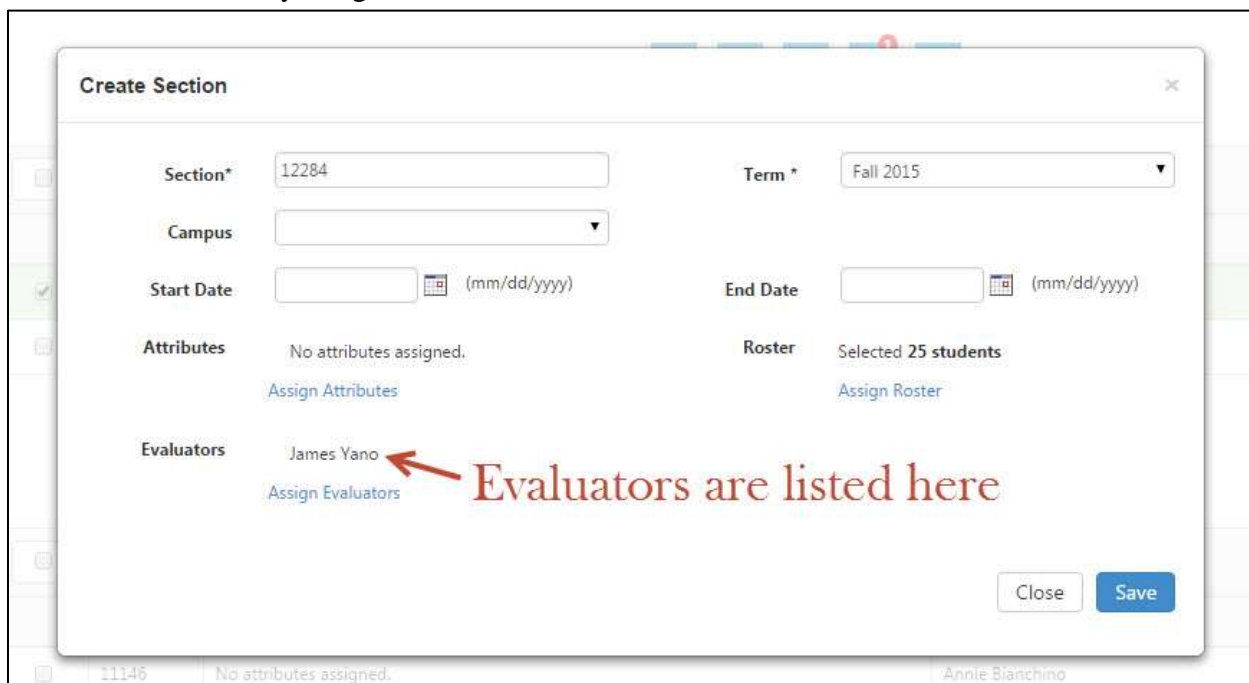 1
Create Section ×
Section* 12284 Term * Fall 2015
Campus
Start Date (mm/dd/yyyy) End Date (mm/dd/yyyy)
Attributes No attributes assigned. Roster Selected 25 students
Assign Attributes Assign Roster
Evaluators James Yano
Assign Evaluators Evaluators are listed here
Close Save
11146 No attributes assigned. Annie Bianchino